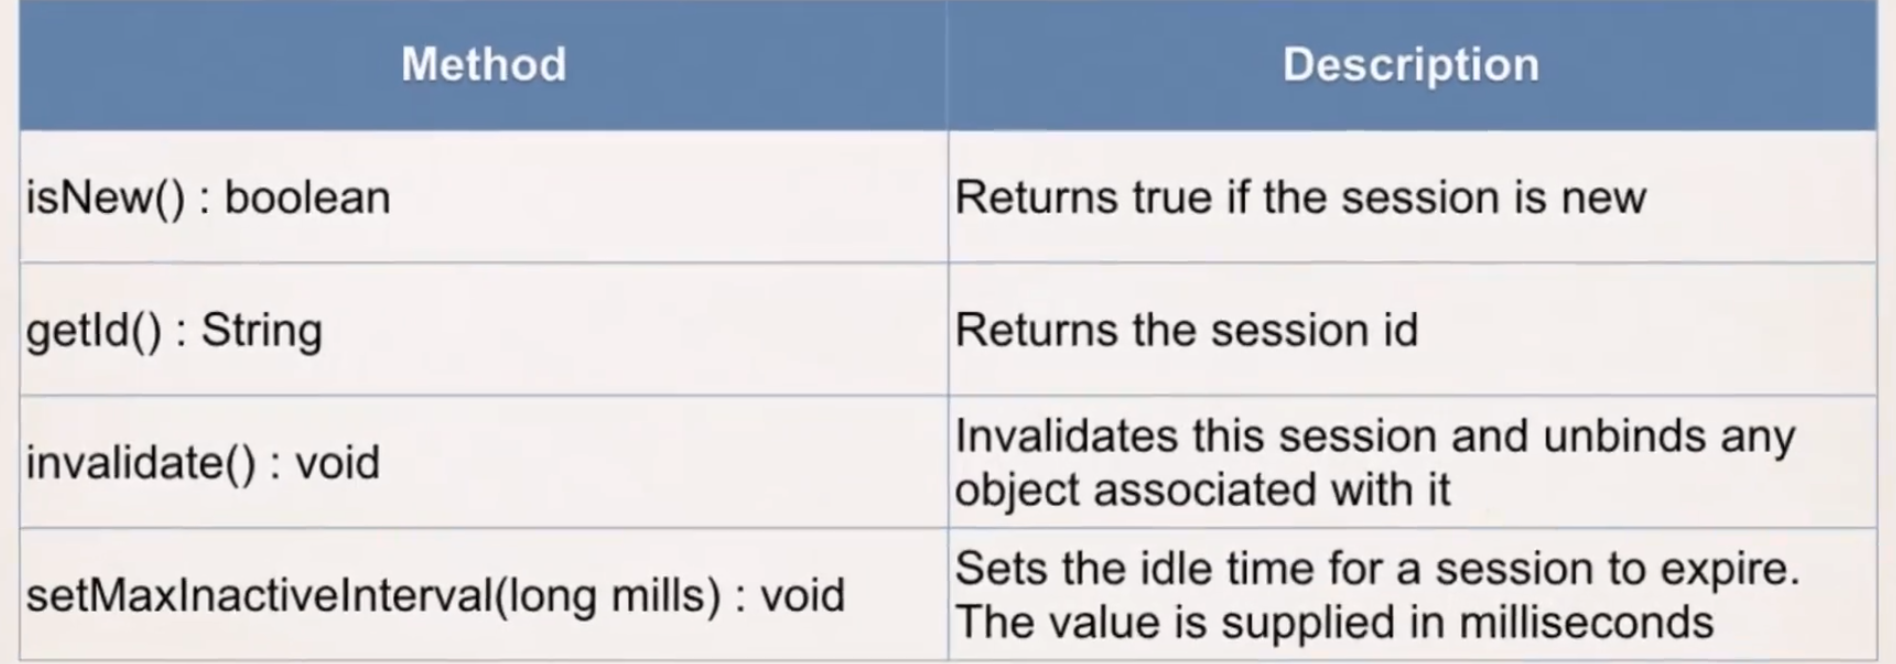 Method
Description
isNew() : boolean
Returns true if the session is new
getId() : String
Returns the session id
invalidate() : void
Invalidates this session and unbinds any
object associated with it
setMaxInactiveInterval(long mills) : void
Sets the idle time for a session to expire.
The value is supplied in milliseconds